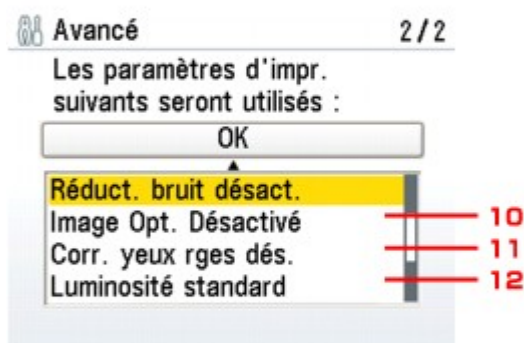 Avancé 2/2
Les paramètres d'impr.
suivants seront utilisés :
OK
Réduct. bruit désact.
Image Opt. Désactivé
10
Corr. yeux rges dés.
11
Luminosité standard
12